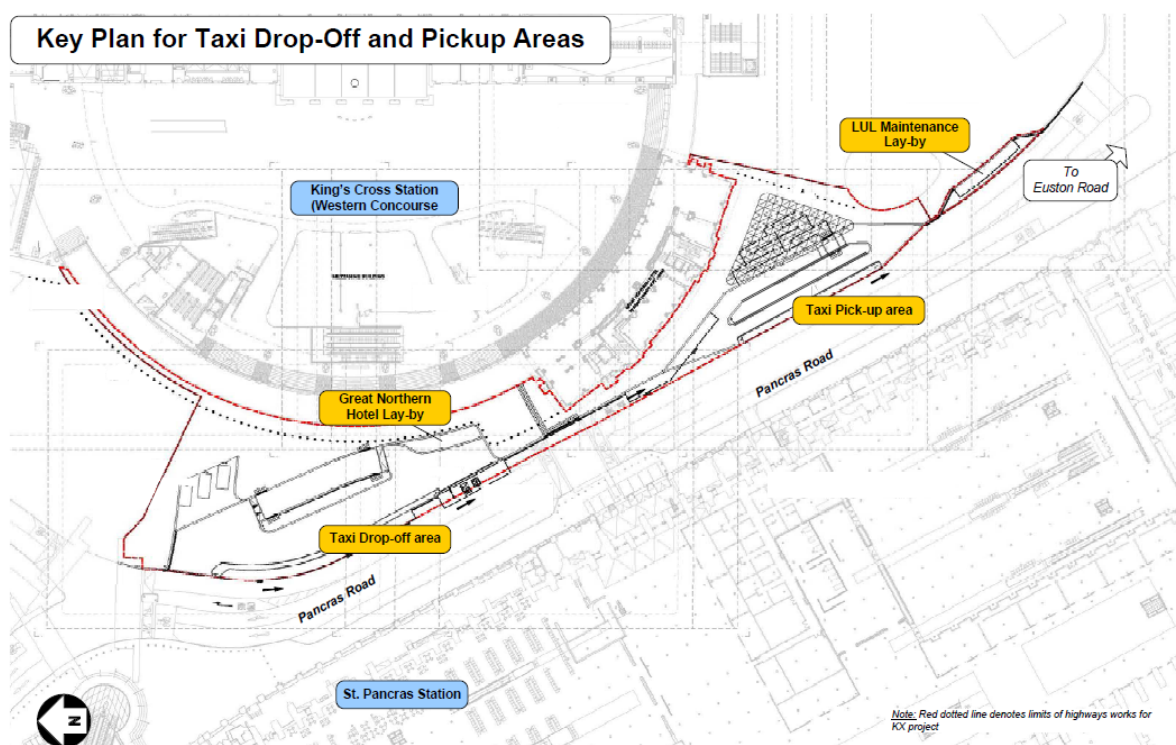 Key Plan for Taxi Drop-Off and Pickup Areas
LUL Maintenance
Lay-by
To
Euston Road
King's Cross Station
(Western Concourse
Taxi Pick-up area
Pancras Road
Great Northern
Hotel Lay-by
Taxi Drop-off area
Pancras Road
St. Pancras Station
N
Note: Red dotted line denotes limits of highways works for
KX project